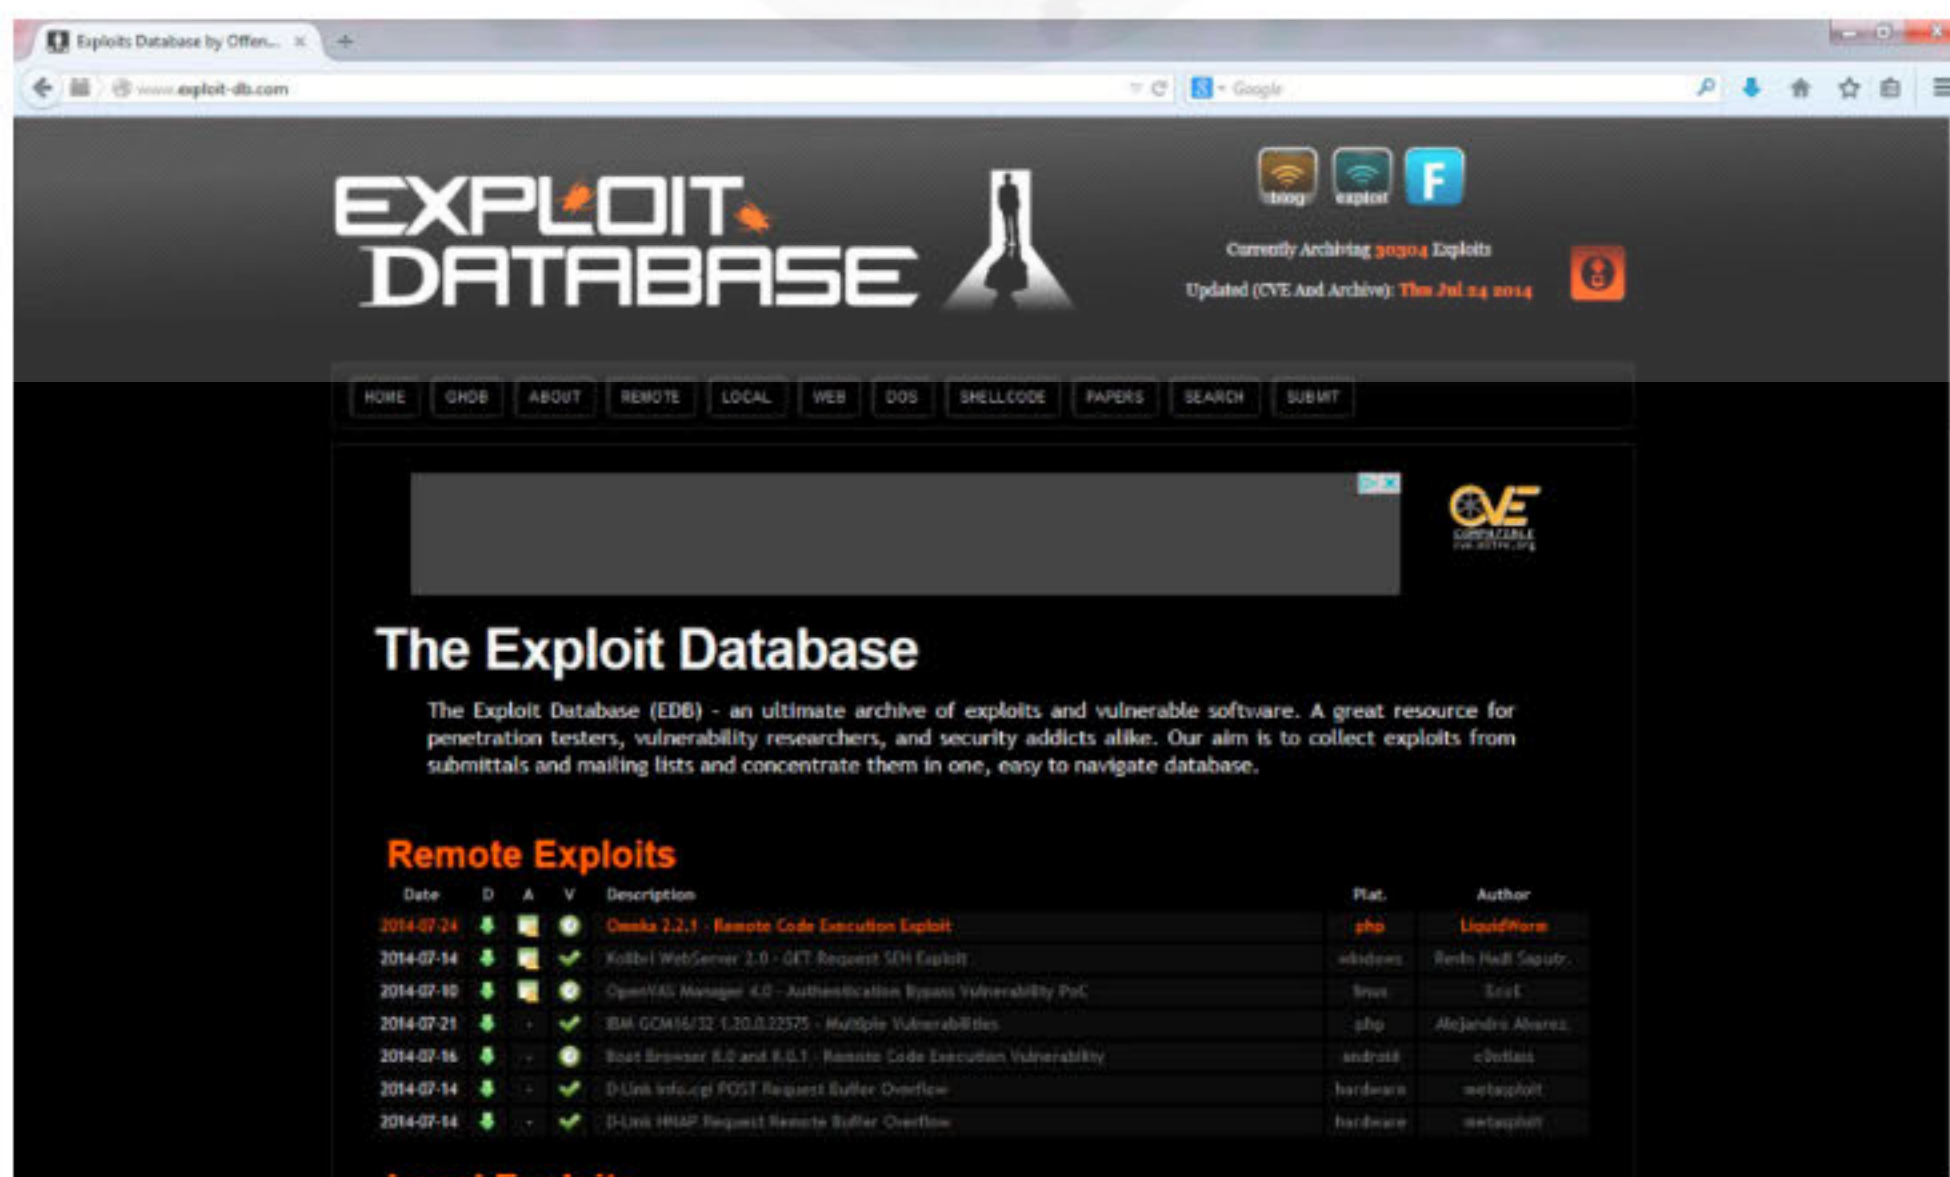 Exploits Database by Offen...
www.exploit-db.com
Google
EXPLOIT
DATABASE
blog
exploit
F
Currently Archiving 30304 Exploits
Updated (CVE And Archive): Thu Jul 24 2014
HOME GHDB ABOUT REMOTE LOCAL WEB DOS SHELLCODE PAPERS SEARCH SUBMIT
CVE
COMPATIBLE
cve.mitre.org
The Exploit Database
The Exploit Database (EDB) - an ultimate archive of exploits and vulnerable software. A great resource for
penetration testers, vulnerability researchers, and security addicts alike. Our aim is to collect exploits from
submittals and mailing lists and concentrate them in one, easy to navigate database.
Remote Exploits
Date D A V Description Plat. Author
2014-07-24 Omeka 2.2.1 - Remote Code Execution Exploit php LiquidWorm
2014-07-14 Kolibri WebServer 2.0 - GET Request SEH Exploit windows
2014-07-10 OpenVAS Manager 4.0 - Authentication Bypass Vulnerability PoC linux
2014-07-21 - IBM GCM16/32 1.20.0.22575 - Multiple Vulnerabilities php Alejandro Alvarez.
2014-07-16 - Boat Browser 8.0 and 8.0.1 - Remote Code Execution Vulnerability android c0otlass
2014-07-14 - D-Link info.cgi POST Request Buffer Overflow hardware metasploit
2014-07-14 - D-Link HNAP Request Remote Buffer Overflow hardware metasploit